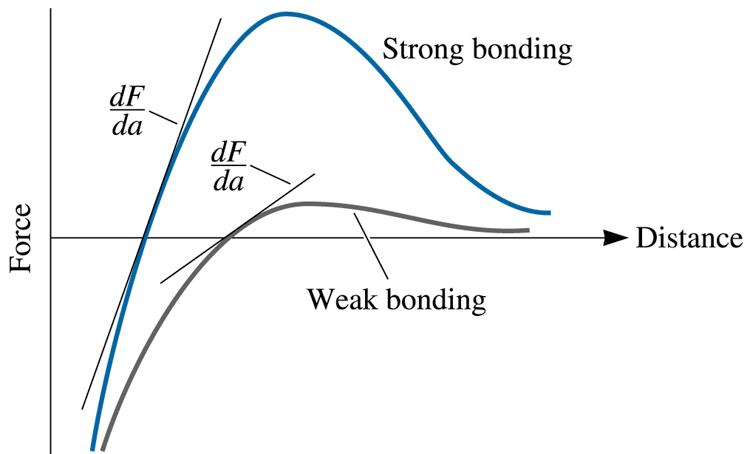 Strong bonding
dF
da
dF
da
Force
Distance
Weak bonding